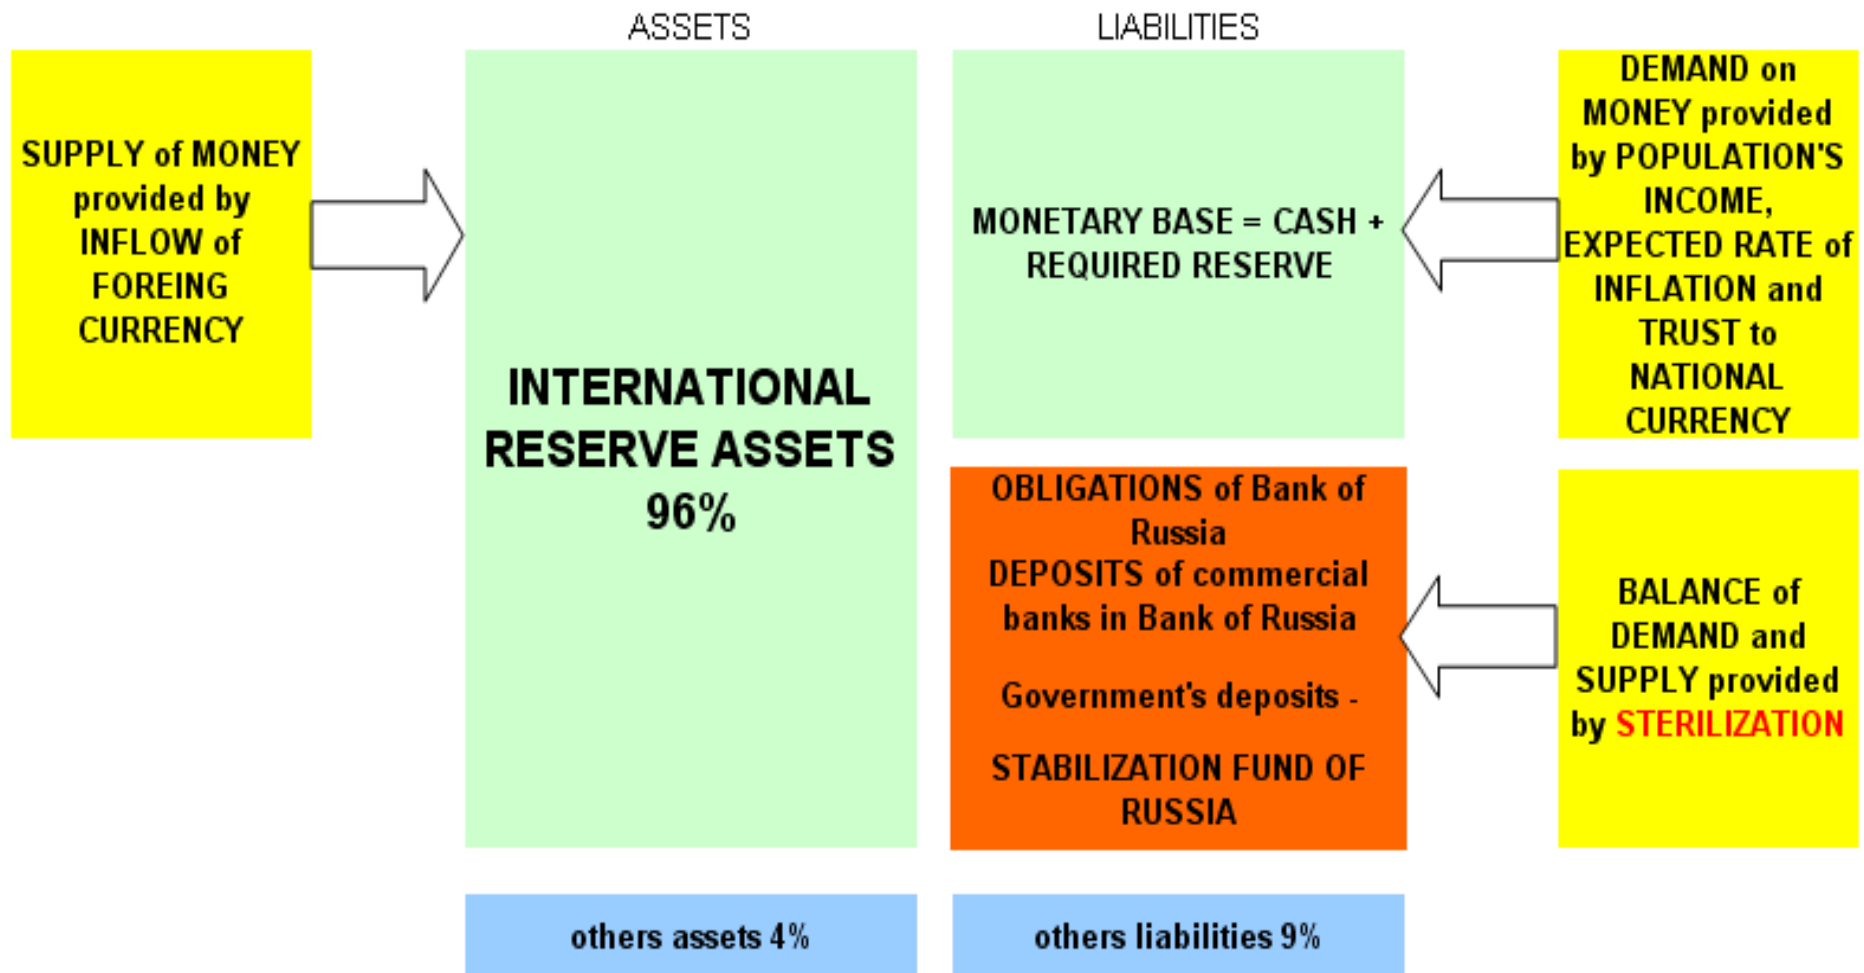 ASSETS
LIABILITIES
SUPPLY of MONEY
provided by
INFLOW of
FOREING
CURRENCY
INTERNATIONAL
RESERVE ASSETS
96%
MONETARY BASE = CASH +
REQUIRED RESERVE
DEMAND on
MONEY provided
by POPULATION'S
INCOME,
EXPECTED RATE of
INFLATION and
TRUST to
NATIONAL
CURRENCY
OBLIGATIONS of Bank of
Russia
DEPOSITS of commercial
banks in Bank of Russia
Government's deposits -
STABILIZATION FUND OF
RUSSIA
BALANCE of
DEMAND and
SUPPLY provided
by STERILIZATION
others assets 4%
others liabilities 9%